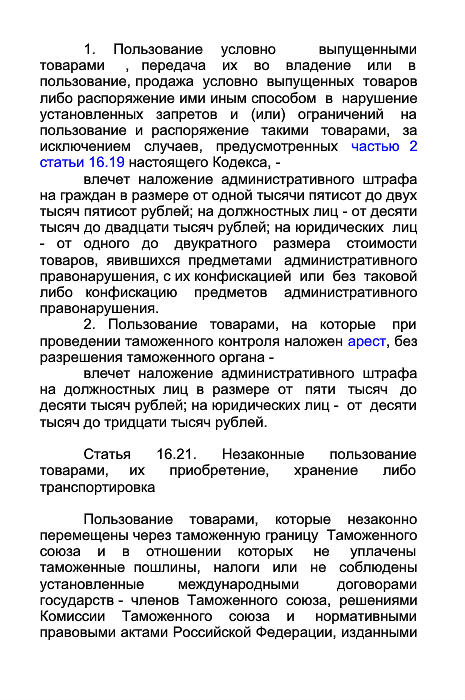 1. Пользование условно выпущенными
товарами , передача их во владение или в
пользование, продажа условно выпущенных товаров
либо распоряжение ими иным способом в нарушение
установленных запретов и (или) ограничений на
пользование и распоряжение такими товарами, за
исключением случаев, предусмотренных частью 2
статьи 16.19 настоящего Кодекса, -
влечет наложение административного штрафа
на граждан в размере от одной тысячи пятисот до двух
тысяч пятисот рублей; на должностных лиц - от десяти
тысяч до двадцати тысяч рублей; на юридических лиц
- от одного до двукратного размера стоимости
товаров, явившихся предметами административного
правонарушения, с их конфискацией или без таковой
либо конфискацию предметов административного
правонарушения.
2. Пользование товарами, на которые при
проведении таможенного контроля наложен арест, без
разрешения таможенного органа -
влечет наложение административного штрафа
на должностных лиц в размере от пяти тысяч до
десяти тысяч рублей; на юридических лиц - от десяти
тысяч до тридцати тысяч рублей.
Статья 16.21. Незаконные пользование
товарами, их приобретение, хранение либо
транспортировка
Пользование товарами, которые незаконно
перемещены через таможенную границу Таможенного
союза и в отношении которых не уплачены
таможенные пошлины, налоги или не соблюдены
установленные международными договорами
государств - членов Таможенного союза, решениями
Комиссии Таможенного союза и нормативными
правовыми актами Российской Федерации, изданными